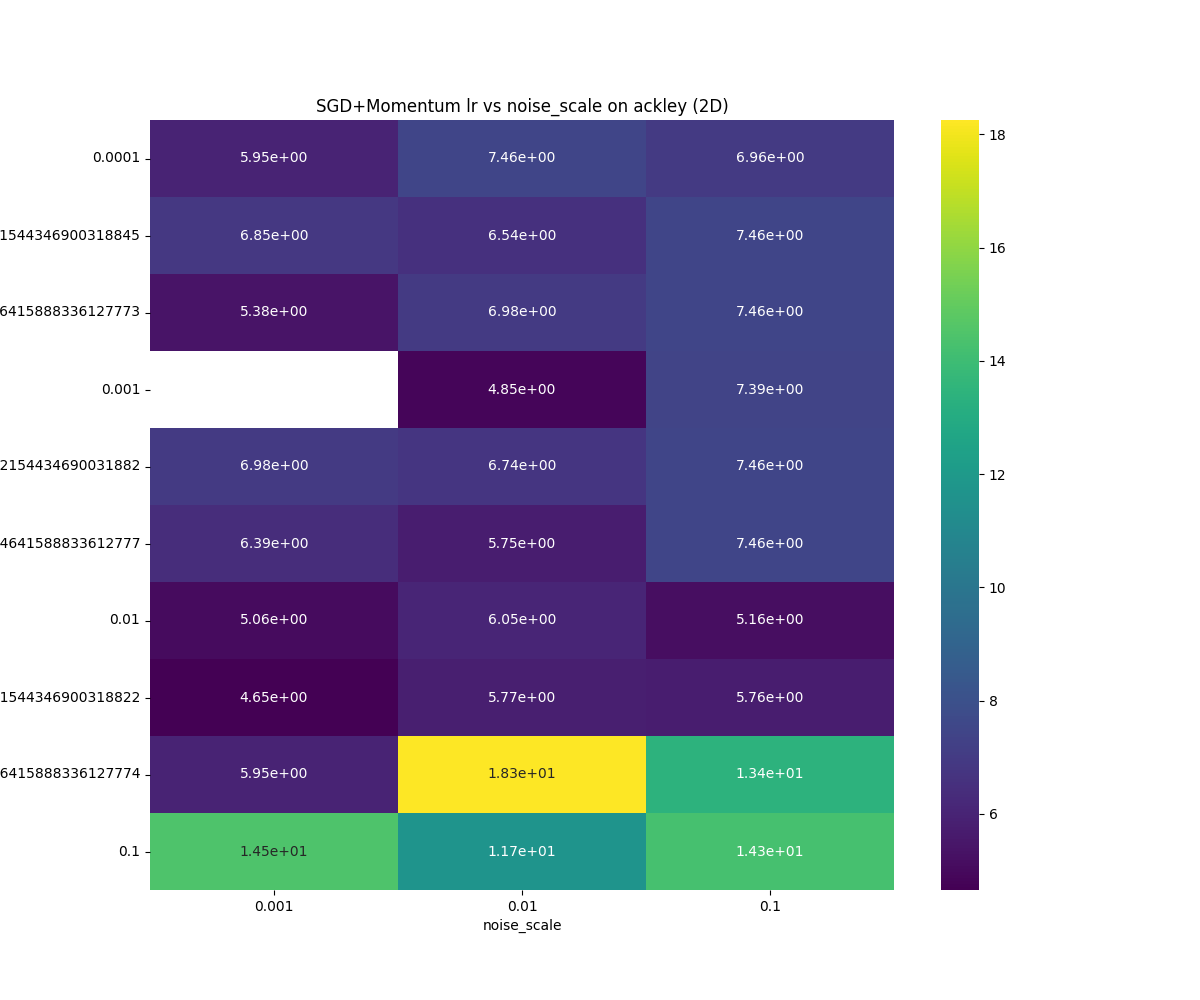 SGD+Momentum lr vs noise_scale on ackley (2D)
0.0001 5.95e+00 7.46e+00 6.96e+00 18
1544346900318845 6.85e+00 6.54e+00 7.46e+00 16
6415888336127773 5.38e+00 6.98e+00 7.46e+00 14
0.001 4.85e+00 7.39e+00 12
2154434690031882 6.98e+00 6.74e+00 7.46e+00
4641588833612777 6.39e+00 5.75e+00 7.46e+00 10
0.01 5.06e+00 6.05e+00 5.16e+00
1544346900318822 4.65e+00 5.77e+00 5.76e+00 8
6415888336127774 5.95e+00 1.83e+01 1.34e+01 6
0.1 1.45e+01 1.17e+01 1.43e+01
0.001 0.01 0.1
noise_scale